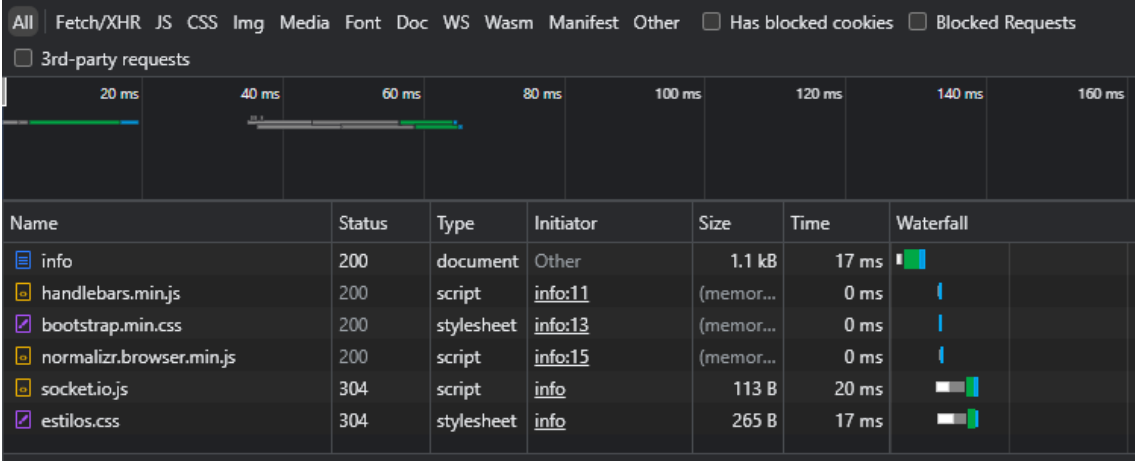 All Fetch/XHR JS CSS Img Media Font Doc WS Wasm Manifest Other Has blocked cookies Blocked Requests
3rd-party requests
20 ms 40 ms 60 ms 80 ms 100 ms 120 ms 140 ms 160 ms
Name Status Type Initiator Size Time Waterfall
info 200 document Other 1.1 kB 17 ms
handlebars.min.js 200 script info:11 (memor... 0 ms
bootstrap.min.css 200 stylesheet info:13 (memor... 0 ms
normalizr.browser.min.js 200 script info:15 (memor... 0 ms
socket.io.js 304 script info 113 B 20 ms
estilos.css 304 stylesheet info 265 B 17 ms